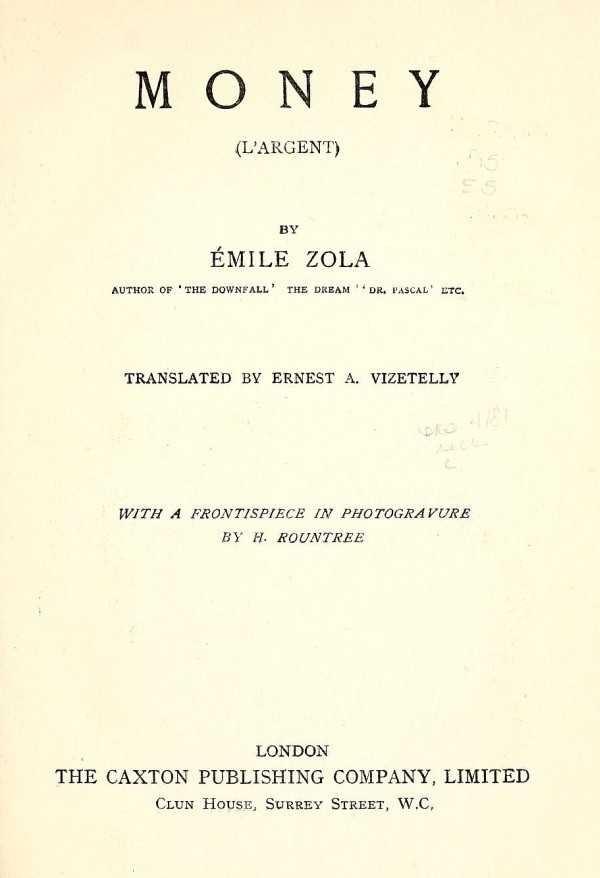 MONEY
(L'ARGENT)
BY
ÉMILE ZOLA
AUTHOR OF 'THE DOWNFALL' THE DREAM' 'DR. PASCAL' ETC.
TRANSLATED BY ERNEST A. VIZETELLY
WITH A FRONTISPIECE IN PHOTOGRAVURE
BY H. ROUNTREE
LONDON
THE CAXTON PUBLISHING COMPANY, LIMITED
CLUN HOUSE, SURREY STREET, W.C.